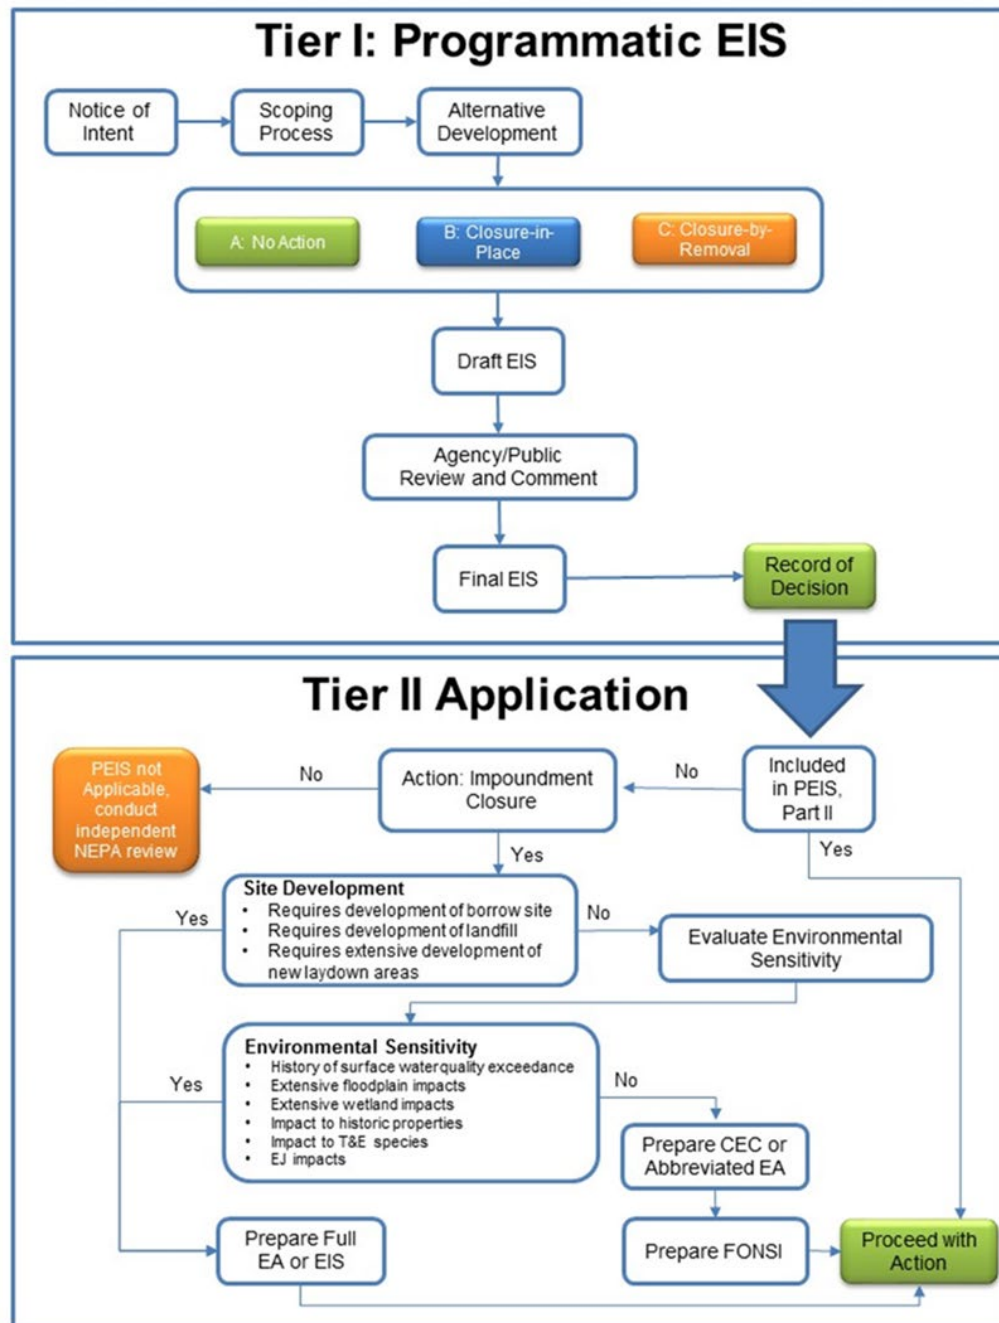 Tier I: Programmatic EIS
Notice of
Intent
Scoping
Process
Alternative
Development
A: No Action
B: Closure-in-
Place
C: Closure-by-
Removal
Draft EIS
Agency/Public
Review and Comment
Final EIS
Record of
Decision
Tier II Application
PEIS not
Applicable,
conduct
independent
NEPA review
No
Action: Impoundment
Closure
No
Included
in PEIS,
Part II
Yes
Yes
Site Development
• Requires development of borrow site
• Requires development of landfill
• Requires extensive development of
new laydown areas
Yes
No
Evaluate Environmental
Sensitivity
Environmental Sensitivity
• History of surface water quality exceedance
• Extensive floodplain impacts
• Extensive wetland impacts
• Impact to historic properties
• Impact to T&E species
• EJ impacts
Yes
No
Prepare CEC or
Abbreviated EA
Prepare Full
EA or EIS
Prepare FONSI
Proceed with
Action